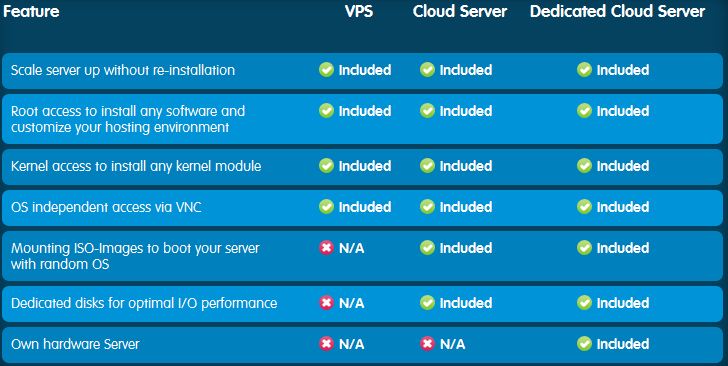 Feature VPS Cloud Server Dedicated Cloud Server
Scale server up without re-installation Included Included Included
Root access to install any software and
customize your hosting environment Included Included Included
Kernel access to install any kernel module Included Included Included
OS independent access via VNC Included Included Included
Mounting ISO-Images to boot your server
with random OS N/A Included Included
Dedicated disks for optimal I/O performance N/A Included Included
Own hardware Server N/A N/A Included